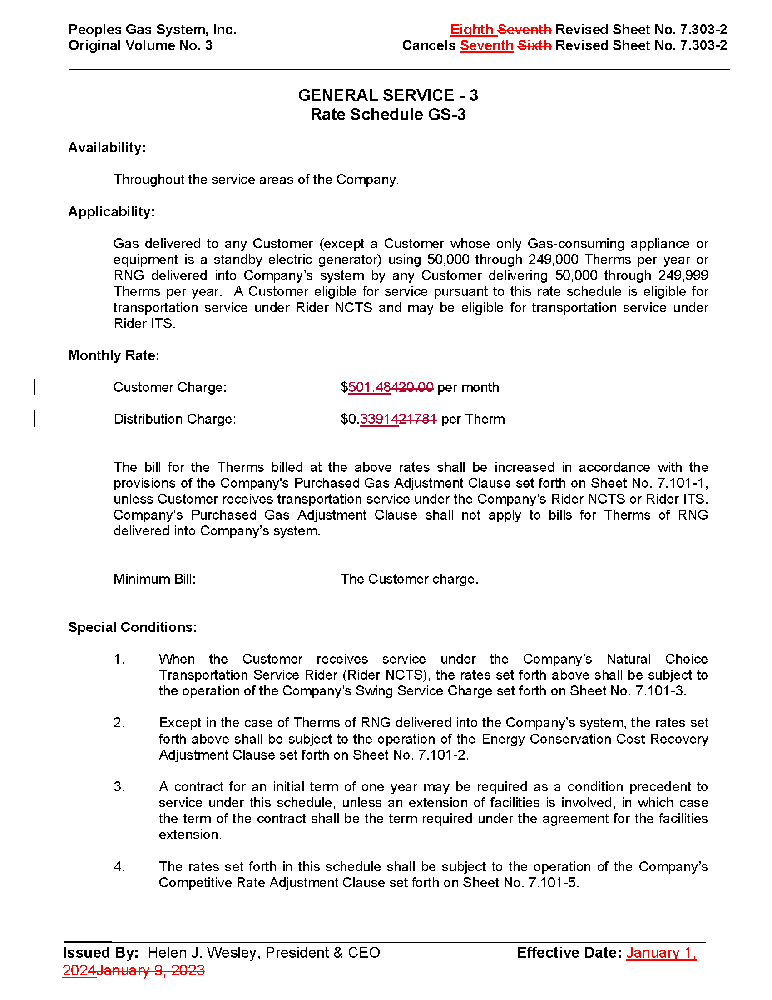 Peoples Gas System, Inc. Eighth Seventh Revised Sheet No. 7.303-2
Original Volume No. 3 Cancels Seventh Sixth Revised Sheet No. 7.303-2
GENERAL SERVICE - 3
Rate Schedule GS-3
Availability:
Throughout the service areas of the Company.
Applicability:
Gas delivered to any Customer (except a Customer whose only Gas-consuming appliance or
equipment is a standby electric generator) using 50,000 through 249,000 Therms per year or
RNG delivered into Company's system by any Customer delivering 50,000 through 249,999
Therms per year. A Customer eligible for service pursuant to this rate schedule is eligible for
transportation service under Rider NCTS and may be eligible for transportation service under
Rider ITS.
Monthly Rate:
Customer Charge: $501.48420.00 per month
Distribution Charge: $0.3391421781 per Therm
The bill for the Therms billed at the above rates shall be increased in accordance with the
provisions of the Company's Purchased Gas Adjustment Clause set forth on Sheet No. 7.101-1,
unless Customer receives transportation service under the Company's Rider NCTS or Rider ITS.
Company's Purchased Gas Adjustment Clause shall not apply to bills for Therms of RNG
delivered into Company's system.
Minimum Bill: The Customer charge.
Special Conditions:
1. When the Customer receives service under the Company's Natural Choice
Transportation Service Rider (Rider NCTS), the rates set forth above shall be subject to
the operation of the Company's Swing Service Charge set forth on Sheet No. 7.101-3.
2. Except in the case of Therms of RNG delivered into the Company's system, the rates set
forth above shall be subject to the operation of the Energy Conservation Cost Recovery
Adjustment Clause set forth on Sheet No. 7.101-2.
3. A contract for an initial term of one year may be required as a condition precedent to
service under this schedule, unless an extension of facilities is involved, in which case
the term of the contract shall be the term required under the agreement for the facilities
extension.
4. The rates set forth in this schedule shall be subject to the operation of the Company's
Competitive Rate Adjustment Clause set forth on Sheet No. 7.101-5.
Issued By: Helen J. Wesley, President & CEO Effective Date: January 1,
2024January 9, 2023